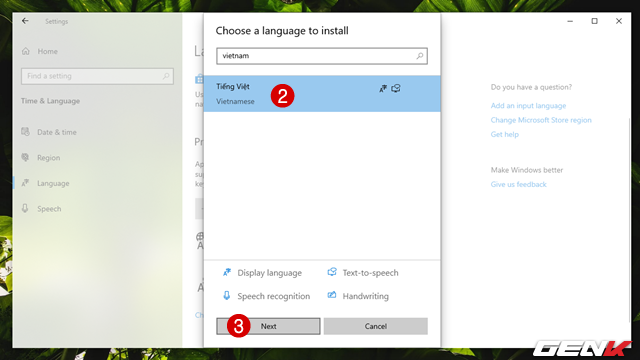 Settings
Home
Find a setting
Time & Language
Date & time
Region
Language
Speech
Choose a language to install
vietnam
Tiếng Việt
Vietnamese
2
Display language
Text-to-speech
Speech recognition
Handwriting
3
Next
Cancel
Do you have a question?
Add an input language
Change Microsoft Store region
Get help
Make Windows better
Give us feedback
GENK